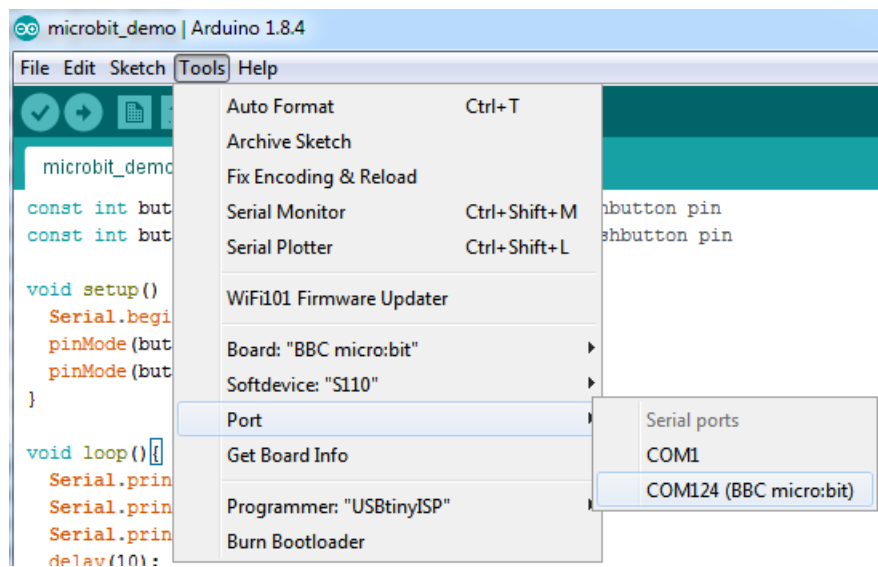 microbit_demo | Arduino 1.8.4
File Edit Sketch Tools Help
Auto Format Ctrl+T
Archive Sketch
microbit_demo
Fix Encoding & Reload
const int but Serial Monitor Ctrl+Shift+M hbutton pin
const int but Serial Plotter Ctrl+Shift+L shbutton pin
void setup()
WiFi101 Firmware Updater
Serial.begi
pinMode(but Board: "BBC micro:bit"
pinMode(but Softdevice: "S110"
}
Port Serial ports
void loop(){ Get Board Info COM1
Serial.prin COM124 (BBC micro:bit)
Serial.prin Programmer: "USBtinyISP"
Serial.prin Burn Bootloader
delay(10);